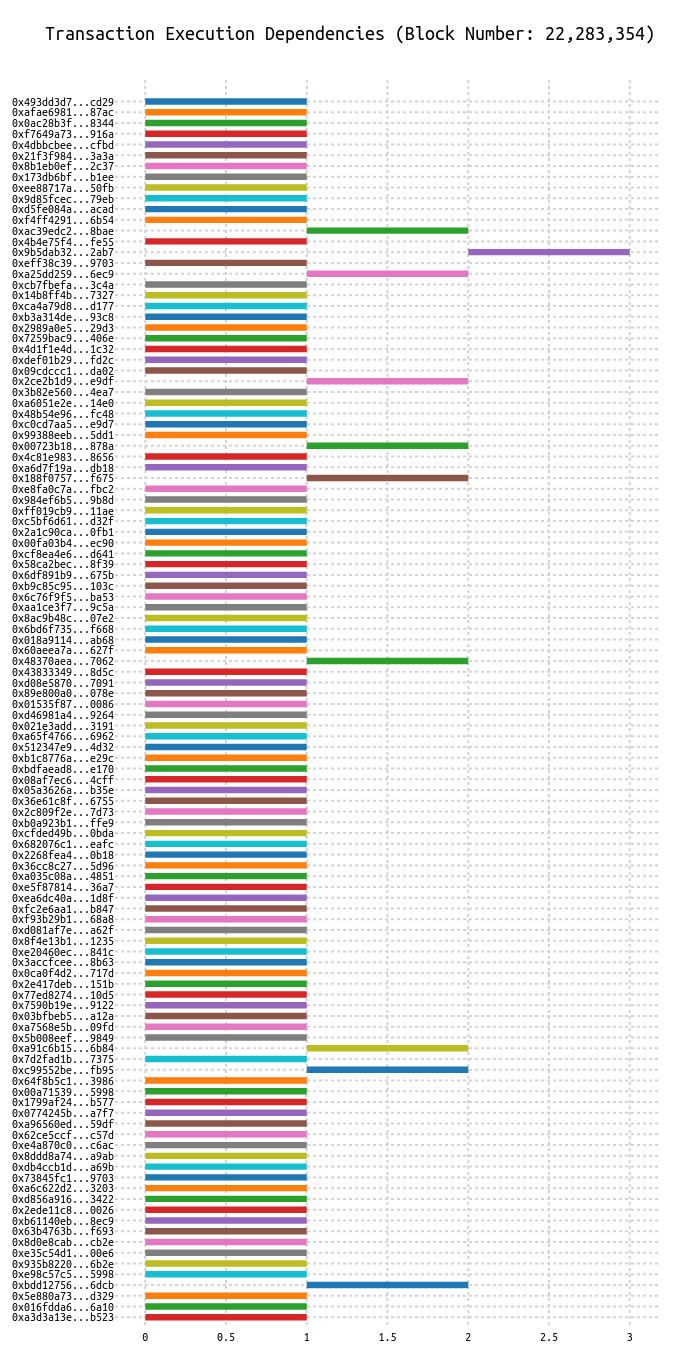 Transaction Execution Dependencies (Block Number: 22,283,354)
0x493dd3d7...cd29
0xafae6981...87ac
0x0ac28b3f...8344
0xf7649a73...916a
0x4dbbcbee...cfbd
0x21f3f984...3a3a
0x8b1eb0ef...2c37
0x173db6bf...b1ee
0xee88717a...50fb
0x9d85fcec...79eb
0xd5fe084a...acad
0xf4ff4291...6b54
0xac39edc2...8bae
0x4b4e75f4...fe55
0x9b5dab32...2ab7
0xeff38c39...9703
0xa25dd259...6ec9
0xcb7fbefa...3c4a
0x14b8ff4b...7327
0xca4a79d8...d177
0xb3a314de...93c8
0x2989a0e5...29d3
0x7259bac9...406e
0x4d1f1e4d...1c32
0xdef01b29...fd2c
0x09cdccc1...da02
0x2ce2b1d9...e9df
0x3b82e560...4ea7
0xa6051e2e...14e0
0x48b54e96...fc48
0xc0cd7aa5...e9d7
0x99388eeb...5dd1
0x00723b18...878a
0x4c81e983...8656
0xa6d7f19a...db18
0x188f0757...f675
0xe8fa0c7a...fbc2
0x984ef6b5...9b8d
0xff019cb9...11ae
0xc5bf6d61...d32f
0x2a1c90ca...0fb1
0x00fa03b4...ec90
0xcf8ea4e6...d641
0x58ca2bec...8f39
0x6df891b9...675b
0xb9c85c95...103c
0x6c76f9f5...ba53
0xaa1ce3f7...9c5a
0x8ac9b48c...07e2
0x6bd6f735...f668
0x018a9114...ab68
0x60aeea7a...627f
0x48370aea...7062
0x43833349...8d5c
0xd08e5870...7091
0x89e800a0...078e
0x01535f87...0086
0xd46981a4...9264
0x021e3add...3191
0xa65f4766...6962
0x512347e9...4d32
0xb1c8776a...e29c
0xbdfaead8...e170
0x08af7ec6...4cff
0x05a3626a...b35e
0x36e61c8f...6755
0x2c809f2e...7d73
0xb0a923b1...ffe9
0xcfded49b...0bda
0x682076c1...eafc
0x2268fea4...0b18
0x36cc8c27...5d96
0xa035c08a...4851
0xe5f87814...36a7
0xea6dc40a...1d8f
0xfc2e6aa1...b847
0xf93b29b1...68a8
0xd081af7e...a62f
0x8f4e13b1...1235
0xe20460ec...841c
0x3accfcee...8b63
0x0ca0f4d2...717d
0x2e417deb...151b
0x77ed8274...10d5
0x7590b19e...9122
0x03bfbeb5...a12a
0xa7568e5b...09fd
0x5b008eef...9849
0xa91c6b15...6b84
0x7d2fad1b...7375
0xc99552be...fb95
0x64f8b5c1...3986
0x00a71539...5998
0x1799af24...b577
0x0774245b...a7f7
0xa96560ed...59df
0x62ce5ccf...c57d
0xe4a870c0...c6ac
0x8ddd8a74...a9ab
0xdb4ccb1d...a69b
0x73845fc1...9703
0xa6c622d2...3203
0xd856a916...3422
0x2ede11c8...0026
0xb61140eb...8ec9
0x63b4763b...f693
0x8d0e8cab...cb2e
0xe35c54d1...00e6
0x935b8220...6b2e
0xe98c57c5...5998
0xbdd12756...6dcb
0x5e880a73...d329
0x016fdda6...6a10
0xa3d3a13e...b523
0 0.5 1 1.5 2 2.5 3